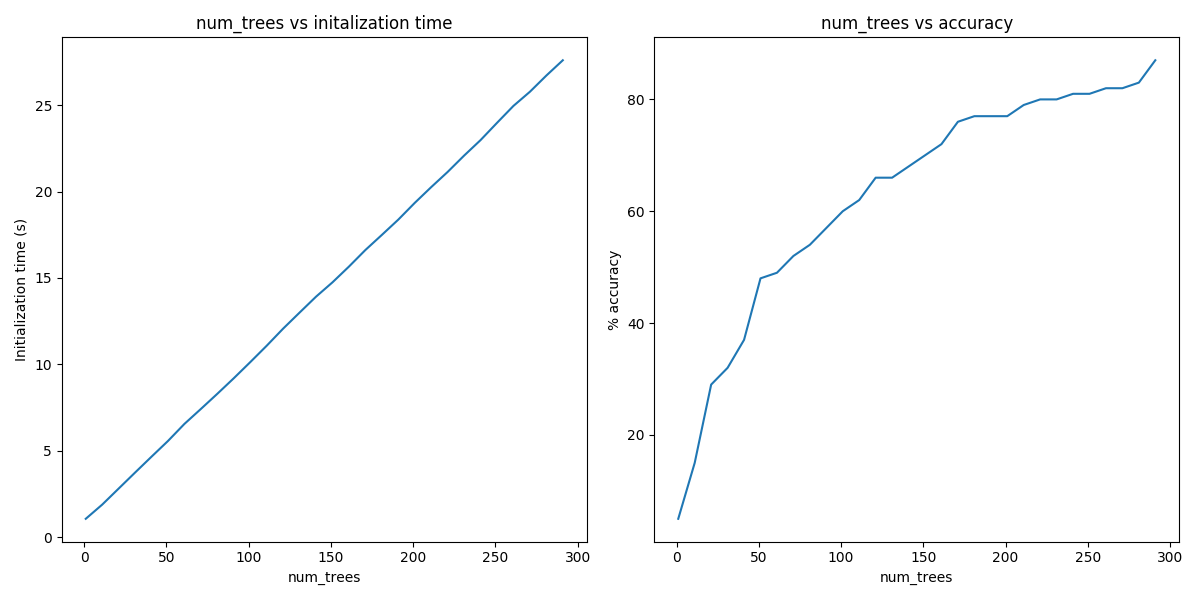 num_trees vs initalization time
Initialization time (s)
25
20
15
10
5
0
0 50 100 150 200 250 300
num_trees
num_trees vs accuracy
% accuracy
80
60
40
20
0 50 100 150 200 250 300
num_trees